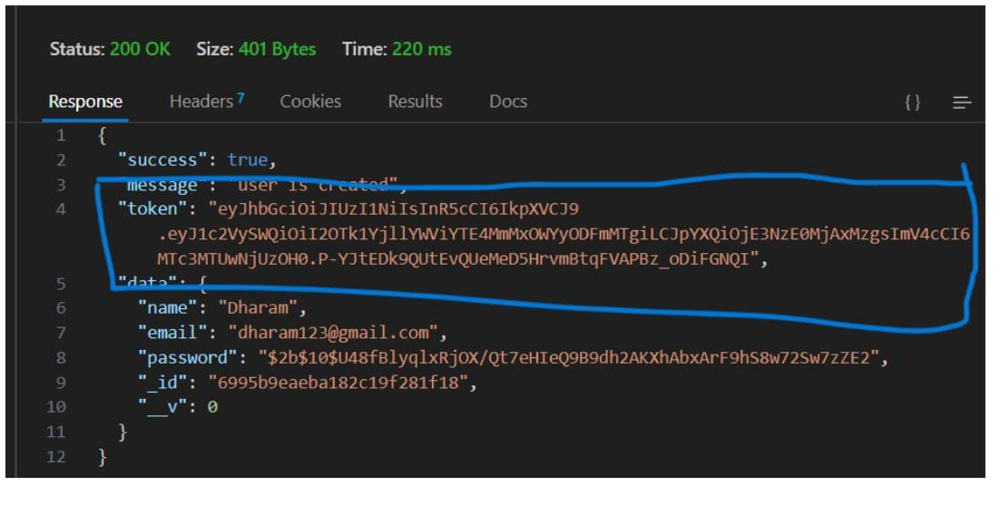 Status: 200 OK Size: 401 Bytes Time: 220 ms
Response Headers 7 Cookies Results Docs {}
1 {
2 "success": true,
3 "message": "user is created",
4 "token": "eyJhbGciOiJIUzI1NiIsInR5cCI6IkpXVCJ9
.eyJ1c2VySWQiOiI2OTk1YjllYWViYTE4MmMxOWYyODFmMTgiLCJpYXQiOjE3NzE0MjAxMzgsImV4cCI6
MTc3MTUwNjUzOH0.P-YJtEDk9QUtEvQUeMeD5HrvmBtqFVAPBz_oDiFGNQI",
5 "data": {
6 "name": "Dharam",
7 "email": "dharam123@gmail.com",
8 "password": "$2b$10$U48fBlyqlxRjOX/Qt7eHIeQ9B9dh2AKXhAbxArF9hS8w72Sw7zZE2",
9 "_id": "6995b9eaeba182c19f281f18",
10 "__v": 0
11 }
12 }